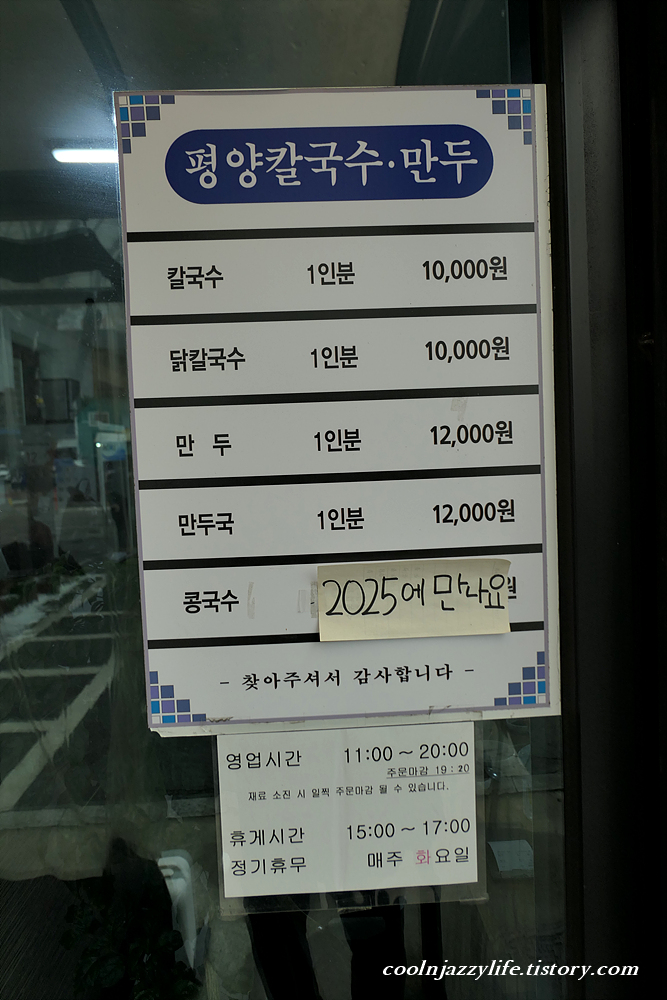 평양칼국수·만두
칼국수 1인분 10,000원
닭칼국수 1인분 10,000원
만 두 1인분 12,000원
만두국 1인분 12,000원
콩국수 2025에 만나요 원
- 찾아주셔서 감사합니다 -
영업시간 11:00 ~ 20:00
주문마감 19:20
재료 소진 시 일찍 주문마감 될 수 있습니다.
휴게시간 15:00 ~ 17:00
정기휴무 매주 화요일
coolnjazzylife.tistory.com